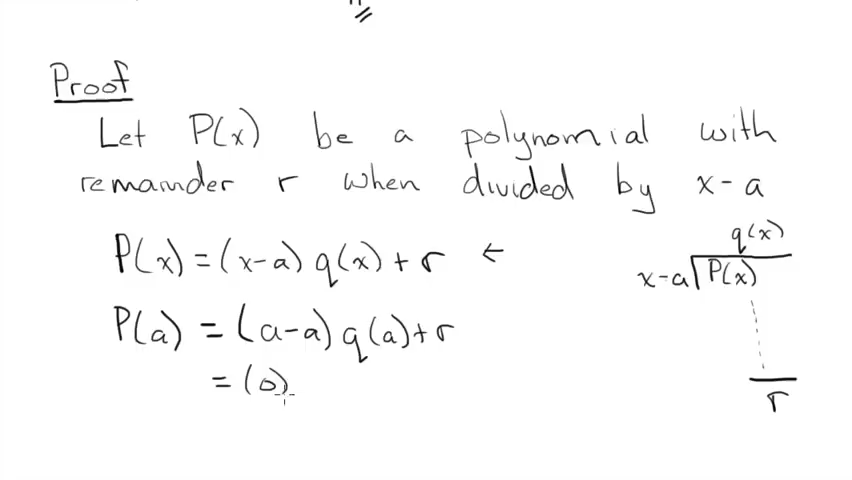 Proof
Let P(x) be a polynomial with
remainder r when divided by x-a
P(x) = (x-a) q(x) + r ←
q(x)
x-a P(x)
P(a) = (a-a) q(a) + r
= (0)
r